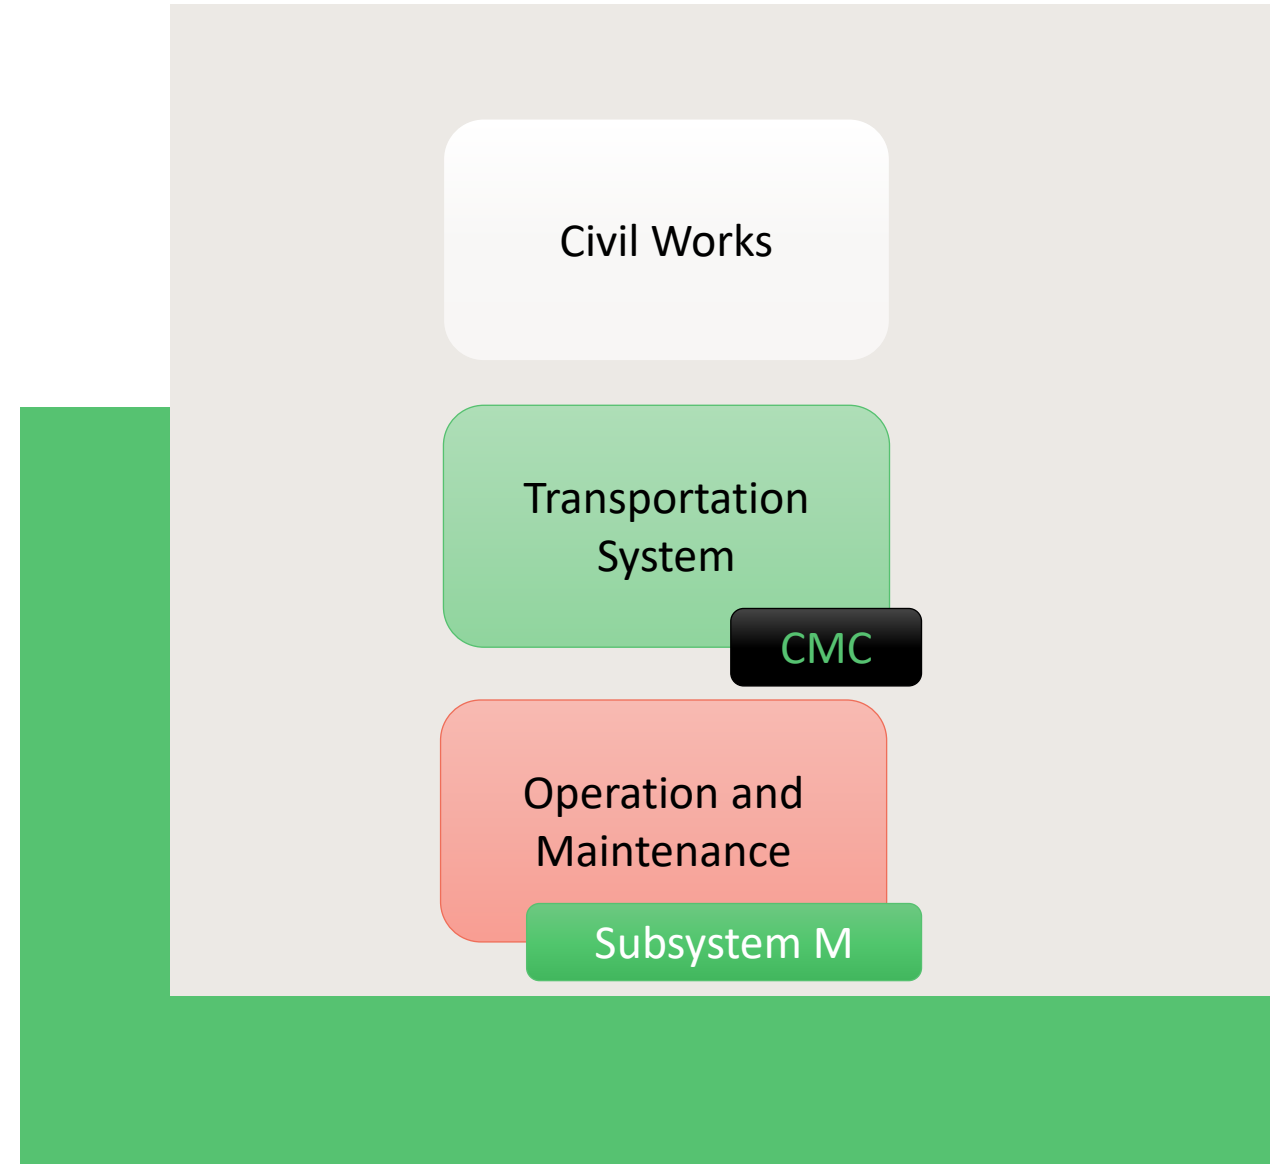 Civil Works
Transportation
System
CMC
Operation and
Maintenance
Subsystem M